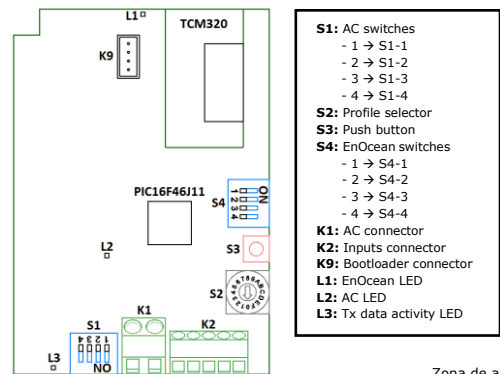 L1
TCM320
K9
PIC16F46J11
S4
1
2
3
4
ON
L2
S3
S2
K1
K2
S1
4 3 2 1
ON
L3
S1: AC switches
- 1 → S1-1
- 2 → S1-2
- 3 → S1-3
- 4 → S1-4
S2: Profile selector
S3: Push button
S4: EnOcean switches
- 1 → S4-1
- 2 → S4-2
- 3 → S4-3
- 4 → S4-4
K1: AC connector
K2: Inputs connector
K9: Bootloader connector
L1: EnOcean LED
L2: AC LED
L3: Tx data activity LED
Zona de a